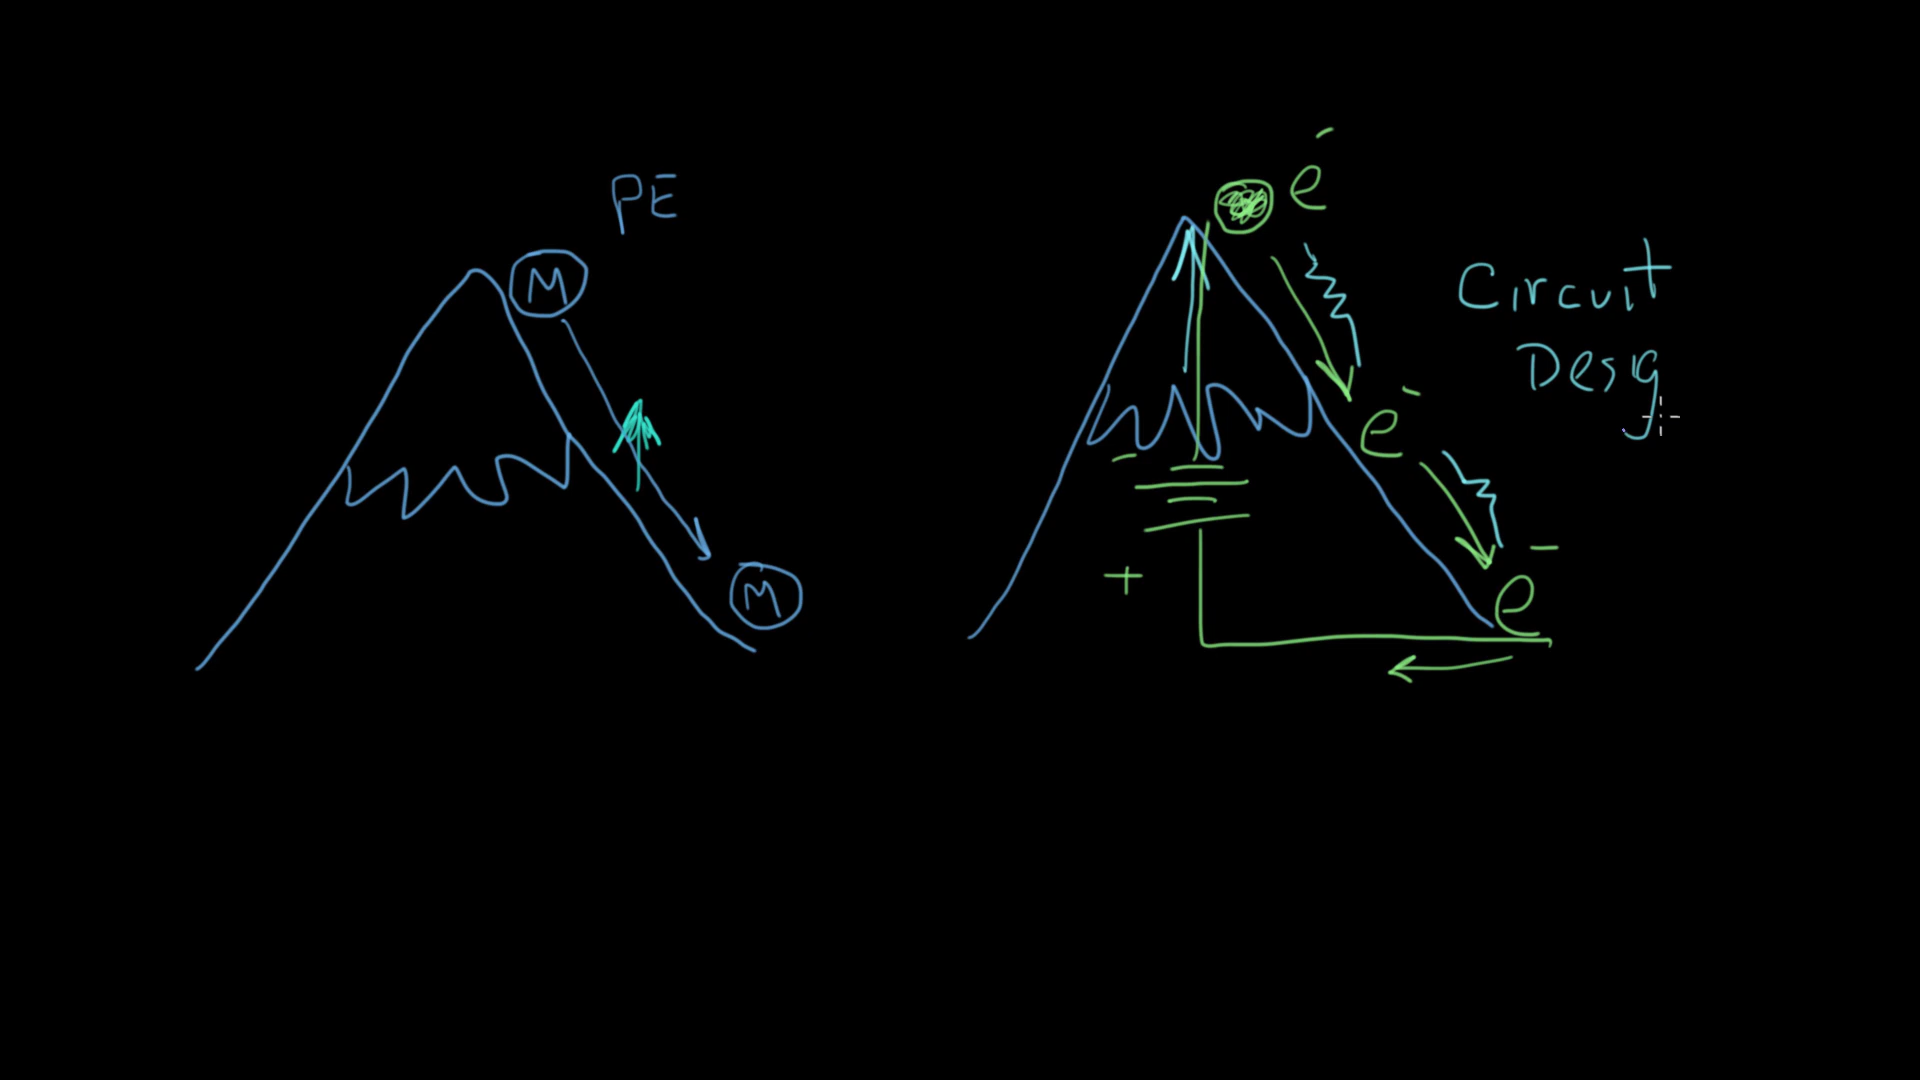 PE
M
M
e-
Circuit
Desig
e-
-
+
e-